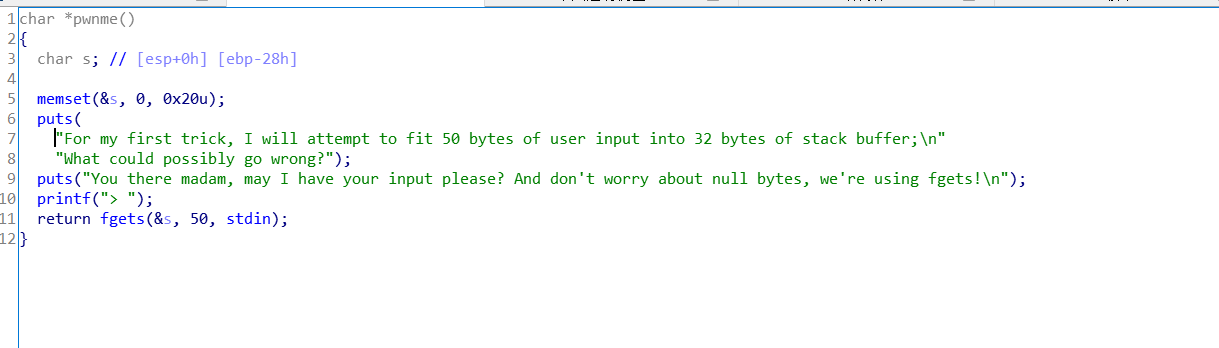 1 char *pwnme()
2 {
3 char s; // [esp+0h] [ebp-28h]
4
5 memset(&s, 0, 0x20u);
6 puts(
7 "For my first trick, I will attempt to fit 50 bytes of user input into 32 bytes of stack buffer;\n"
8 "What could possibly go wrong?");
9 puts("You there madam, may I have your input please? And don't worry about null bytes, we're using fgets!\n");
10 printf("> ");
11 return fgets(&s, 50, stdin);
12 }